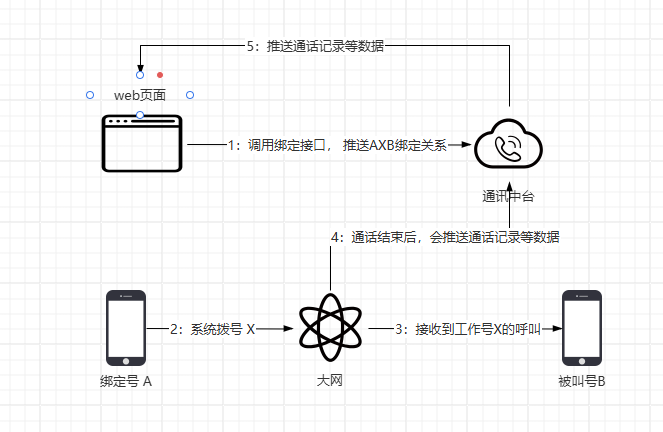 5：推送通话记录等数据
web页面
1：调用绑定接口， 推送AXB绑定关系
通讯中台
4：通话结束后，会推送通话记录等数据
2：系统拨号 X
3：接收到工作号X的呼叫
绑定号 A
大网
被叫号B